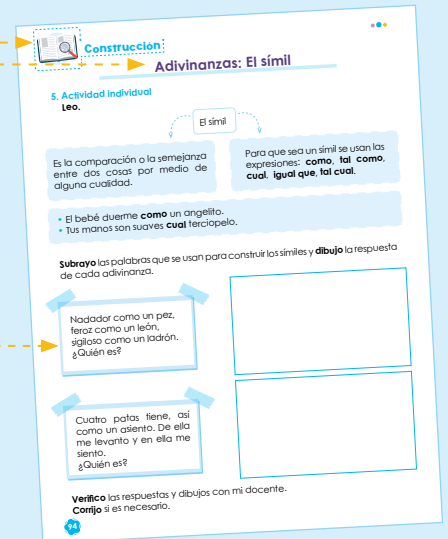 Construcción
Adivinanzas: El símil
5. Actividad individual
Leo.
El símil
Es la comparación o la semejanza
entre dos cosas por medio de
alguna cualidad.
Para que sea un símil se usan las
expresiones: como, tal como,
cual, igual que, tal cual.
• El bebé duerme como un angelito.
• Tus manos son suaves cual terciopelo.
Subrayo las palabras que se usan para construir los símiles y dibujo la respuesta
de cada adivinanza.
Nadador como un pez,
feroz como un león,
sigiloso como un ladrón.
¿Quién es?
Cuatro patas tiene, así
como un asiento. De ella
me levanto y en ella me
siento.
¿Quién es?
Verifico las respuestas y dibujos con mi docente.
Corrijo si es necesario.
94